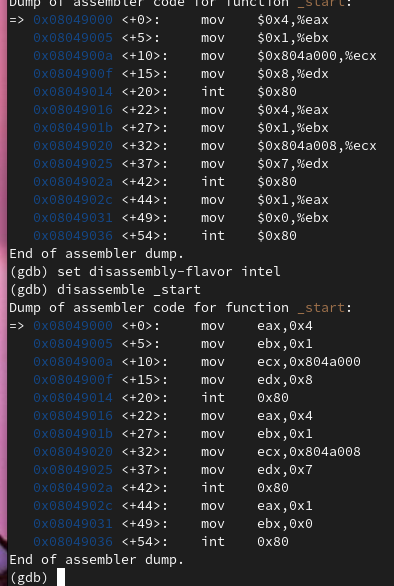 Dump of assembler code for function _start:
=> 0x08049000 <+0>:     mov    $0x4,%eax
   0x08049005 <+5>:     mov    $0x1,%ebx
   0x0804900a <+10>:    mov    $0x804a000,%ecx
   0x0804900f <+15>:    mov    $0x8,%edx
   0x08049014 <+20>:    int    $0x80
   0x08049016 <+22>:    mov    $0x4,%eax
   0x0804901b <+27>:    mov    $0x1,%ebx
   0x08049020 <+32>:    mov    $0x804a008,%ecx
   0x08049025 <+37>:    mov    $0x7,%edx
   0x0804902a <+42>:    int    $0x80
   0x0804902c <+44>:    mov    $0x1,%eax
   0x08049031 <+49>:    mov    $0x0,%ebx
   0x08049036 <+54>:    int    $0x80
End of assembler dump.
(gdb) set disassembly-flavor intel
(gdb) disassemble _start
Dump of assembler code for function _start:
=> 0x08049000 <+0>:     mov    eax,0x4
   0x08049005 <+5>:     mov    ebx,0x1
   0x0804900a <+10>:    mov    ecx,0x804a000
   0x0804900f <+15>:    mov    edx,0x8
   0x08049014 <+20>:    int    0x80
   0x08049016 <+22>:    mov    eax,0x4
   0x0804901b <+27>:    mov    ebx,0x1
   0x08049020 <+32>:    mov    ecx,0x804a008
   0x08049025 <+37>:    mov    edx,0x7
   0x0804902a <+42>:    int    0x80
   0x0804902c <+44>:    mov    eax,0x1
   0x08049031 <+49>:    mov    ebx,0x0
   0x08049036 <+54>:    int    0x80
End of assembler dump.
(gdb)